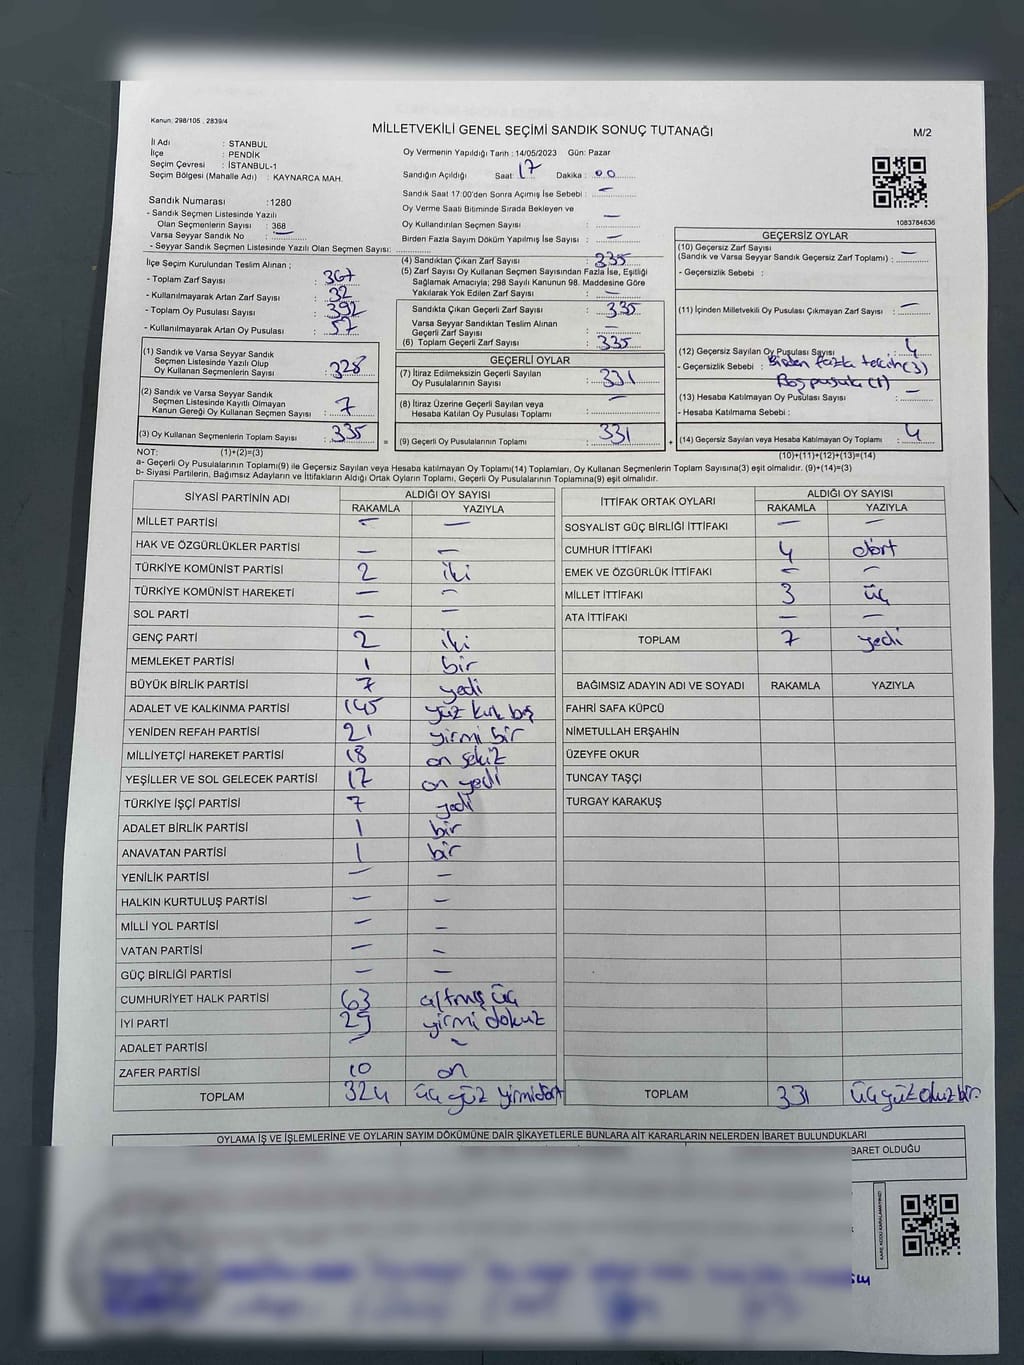 Kanun. 298/105 , 2839/4
MİLLETVEKİLİ GENEL SEÇİMİ SANDIK SONUÇ TUTANAĞI
M/2
İl Adı : STANBUL
İlçe : PENDİK
Seçim Çevresi : İSTANBUL-1
Seçim Bölgesi (Mahalle Adı) : KAYNARCA MAH.
Oy Vermenin Yapıldığı Tarih : 14/05/2023 Gün: Pazar
Sandığın Açıldığı Saat: 17 Dakika : 00
Sandık Saat 17:00'den Sonra Açımış İse Sebebi : —
Oy Verme Saati Bitiminde Sırada Bekleyen ve
Oy Kullandırılan Seçmen Sayısı : —
Birden Fazla Sayım Döküm Yapılmış İse Sayısı : —
1083784636
Sandık Numarası :1280
- Sandık Seçmen Listesinde Yazılı
Olan Seçmenlerin Sayısı : 368
Varsa Seyyar Sandık No : —
- Seyyar Sandık Seçmen Listesinde Yazılı Olan Seçmen Sayısı:
İlçe Seçim Kurulundan Teslim Alınan ;
- Toplam Zarf Sayısı : 367
- Kullanılmayarak Artan Zarf Sayısı : 32
- Toplam Oy Pusulası Sayısı : 392
- Kullanılmayarak Artan Oy Pusulası : 57
(1) Sandık ve Varsa Seyyar Sandık
Seçmen Listesinde Yazılı Olup
Oy Kullanan Seçmenlerin Sayısı : 328
(2) Sandık ve Varsa Seyyar Sandık
Seçmen Listesinde Kayıtlı Olmayan
Kanun Gereği Oy Kullanan Seçmen Sayısı : 7
(3) Oy Kullanan Seçmenlerin Toplam Sayısı : 335
(4) Sandıktan Çıkan Zarf Sayısı : 335
(5) Zarf Sayısı Oy Kullanan Seçmen Sayısından Fazla İse, Eşitliği
Sağlamak Amacıyla; 298 Sayılı Kanunun 98. Maddesine Göre
Yakılarak Yok Edilen Zarf Sayısı : —
Sandıkta Çıkan Geçerli Zarf Sayısı : 335
Varsa Seyyar Sandıktan Teslim Alınan
Geçerli Zarf Sayısı : —
(6) Toplam Geçerli Zarf Sayısı : 335
GEÇERLİ OYLAR
(7) İtiraz Edilmeksizin Geçerli Sayılan
Oy Pusulalarının Sayısı : 331
(8) İtiraz Üzerine Geçerli Sayılan veya
Hesaba Katılan Oy Pusulası Toplamı : —
= (9) Geçerli Oy Pusulalarının Toplamı : 331
GEÇERSİZ OYLAR
(10) Geçersiz Zarf Sayısı
(Sandık ve Varsa Seyyar Sandık Geçersiz Zarf Toplamı) : —
- Geçersizlik Sebebi :
(11) İçinden Milletvekili Oy Pusulası Çıkmayan Zarf Sayısı : —
(12) Geçersiz Sayılan Oy Pusulası Sayısı : 4
- Geçersizlik Sebebi : Birden fazla tercih (3)
Boş pusula (1)
(13) Hesaba Katılmayan Oy Pusulası Sayısı : —
- Hesaba Katılmama Sebebi :
+ (14) Geçersiz Sayılan veya Hesaba Katılmayan Oy Toplamı : 4
NOT: (1)+(2)=(3)
(10)+(11)+(12)+(13)=(14)
a- Geçerli Oy Pusulalarının Toplamı(9) ile Geçersiz Sayılan veya Hesaba katılmayan Oy Toplamı(14) Toplamları, Oy Kullanan Seçmenlerin Toplam Sayısına(3) eşit olmalıdır. (9)+(14)=(3)
b- Siyasi Partilerin, Bağımsız Adayların ve İttifakların Aldığı Ortak Oyların Toplamı, Geçerli Oy Pusulalarının Toplamına(9) eşit olmalıdır.
SİYASİ PARTİNİN ADI ALDIĞI OY SAYISI
RAKAMLA YAZIYLA
MİLLET PARTİSİ — —
HAK VE ÖZGÜRLÜKLER PARTİSİ — —
TÜRKİYE KOMÜNİST PARTİSİ 2 iki
TÜRKİYE KOMÜNİST HAREKETİ — —
SOL PARTİ — —
GENÇ PARTİ 2 iki
MEMLEKET PARTİSİ 1 bir
BÜYÜK BİRLİK PARTİSİ 7 yedi
ADALET VE KALKINMA PARTİSİ 145 yüz kırk beş
YENİDEN REFAH PARTİSİ 21 yirmi bir
MİLLİYETÇİ HAREKET PARTİSİ 18 on sekiz
YEŞİLLER VE SOL GELECEK PARTİSİ 17 on yedi
TÜRKİYE İŞÇİ PARTİSİ 7 yedi
ADALET BİRLİK PARTİSİ 1 bir
ANAVATAN PARTİSİ 1 bir
YENİLİK PARTİSİ — —
HALKIN KURTULUŞ PARTİSİ — —
MİLLİ YOL PARTİSİ — —
VATAN PARTİSİ — —
GÜÇ BİRLİĞİ PARTİSİ — —
CUMHURİYET HALK PARTİSİ 63 altmış üç
İYİ PARTİ 29 yirmi dokuz
ADALET PARTİSİ — —
ZAFER PARTİSİ 10 on
TOPLAM 324 üç yüz yirmidört
İTTİFAK ORTAK OYLARI ALDIĞI OY SAYISI
RAKAMLA YAZIYLA
SOSYALİST GÜÇ BİRLİĞİ İTTİFAKI — —
CUMHUR İTTİFAKI 4 dört
EMEK VE ÖZGÜRLÜK İTTİFAKI — —
MİLLET İTTİFAKI 3 üç
ATA İTTİFAKI — —
TOPLAM 7 yedi
BAĞIMSIZ ADAYIN ADI VE SOYADI RAKAMLA YAZIYLA
FAHRİ SAFA KÜPCÜ
NİMETULLAH ERŞAHİN
ÜZEYFE OKUR
TUNCAY TAŞÇI
TURGAY KARAKUŞ
TOPLAM 331 üç yüz otuz bir
OYLAMA İŞ VE İŞLEMLERİNE VE OYLARIN SAYIM DÖKÜMÜNE DAİR ŞİKAYETLERLE BUNLARA AİT KARARLARIN NELERDEN İBARET BULUNDUKLARI
BARET OLDUĞU